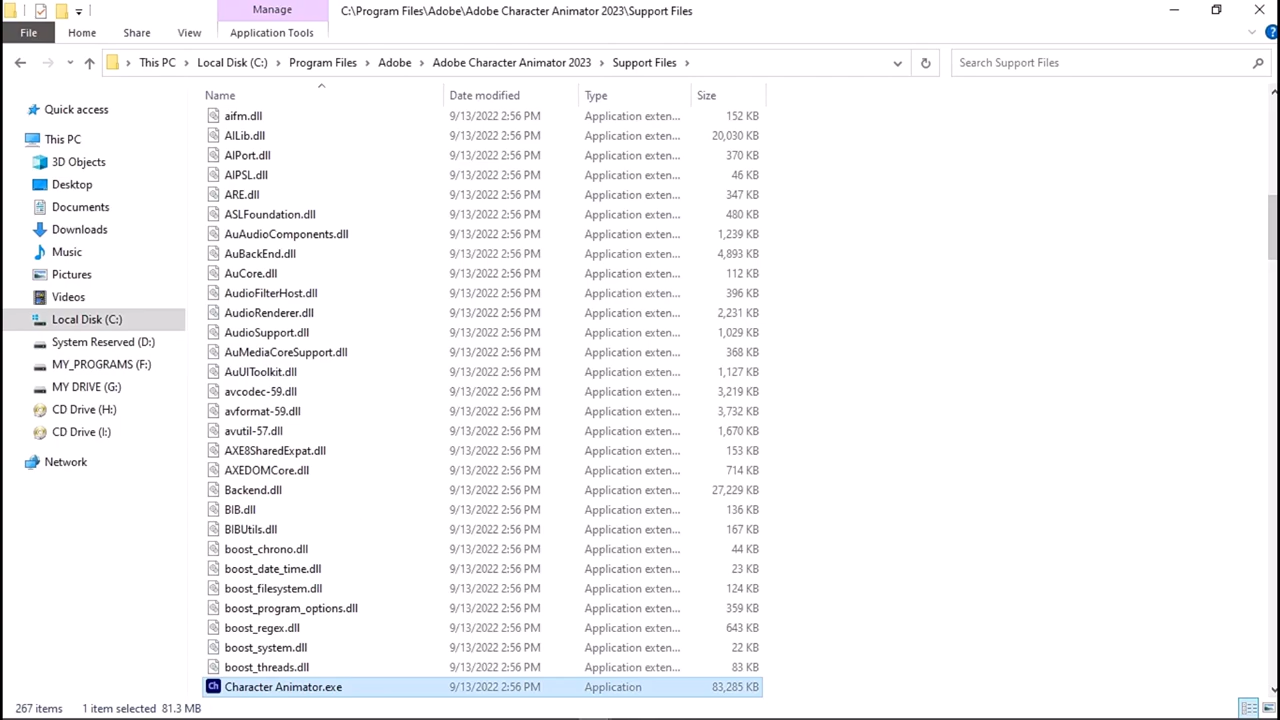 Manage
C:\Program Files\Adobe\Adobe Character Animator 2023\Support Files
File Home Share View Application Tools
This PC Local Disk (C:) Program Files Adobe Adobe Character Animator 2023 Support Files
Search Support Files
Quick access
This PC
3D Objects
Desktop
Documents
Downloads
Music
Pictures
Videos
Local Disk (C:)
System Reserved (D:)
MY_PROGRAMS (F:)
MY DRIVE (G:)
CD Drive (H:)
CD Drive (I:)
Network
Name Date modified Type Size
aifm.dll 9/13/2022 2:56 PM Application exten... 152 KB
AILib.dll 9/13/2022 2:56 PM Application exten... 20,030 KB
AIPort.dll 9/13/2022 2:56 PM Application exten... 370 KB
AIPSL.dll 9/13/2022 2:56 PM Application exten... 46 KB
ARE.dll 9/13/2022 2:56 PM Application exten... 347 KB
ASLFoundation.dll 9/13/2022 2:56 PM Application exten... 480 KB
AuAudioComponents.dll 9/13/2022 2:56 PM Application exten... 1,239 KB
AuBackEnd.dll 9/13/2022 2:56 PM Application exten... 4,893 KB
AuCore.dll 9/13/2022 2:56 PM Application exten... 112 KB
AudioFilterHost.dll 9/13/2022 2:56 PM Application exten... 396 KB
AudioRenderer.dll 9/13/2022 2:56 PM Application exten... 2,231 KB
AudioSupport.dll 9/13/2022 2:56 PM Application exten... 1,029 KB
AuMediaCoreSupport.dll 9/13/2022 2:56 PM Application exten... 368 KB
AuUIToolkit.dll 9/13/2022 2:56 PM Application exten... 1,127 KB
avcodec-59.dll 9/13/2022 2:56 PM Application exten... 3,219 KB
avformat-59.dll 9/13/2022 2:56 PM Application exten... 3,732 KB
avutil-57.dll 9/13/2022 2:56 PM Application exten... 1,670 KB
AXE8SharedExpat.dll 9/13/2022 2:56 PM Application exten... 153 KB
AXEDOMCore.dll 9/13/2022 2:56 PM Application exten... 714 KB
Backend.dll 9/13/2022 2:56 PM Application exten... 27,229 KB
BIB.dll 9/13/2022 2:56 PM Application exten... 136 KB
BIBUtils.dll 9/13/2022 2:56 PM Application exten... 167 KB
boost_chrono.dll 9/13/2022 2:56 PM Application exten... 44 KB
boost_date_time.dll 9/13/2022 2:56 PM Application exten... 23 KB
boost_filesystem.dll 9/13/2022 2:56 PM Application exten... 124 KB
boost_program_options.dll 9/13/2022 2:56 PM Application exten... 359 KB
boost_regex.dll 9/13/2022 2:56 PM Application exten... 643 KB
boost_system.dll 9/13/2022 2:56 PM Application exten... 22 KB
boost_threads.dll 9/13/2022 2:56 PM Application exten... 83 KB
Ch Character Animator.exe 9/13/2022 2:56 PM Application 83,285 KB
267 items 1 item selected 81.3 MB